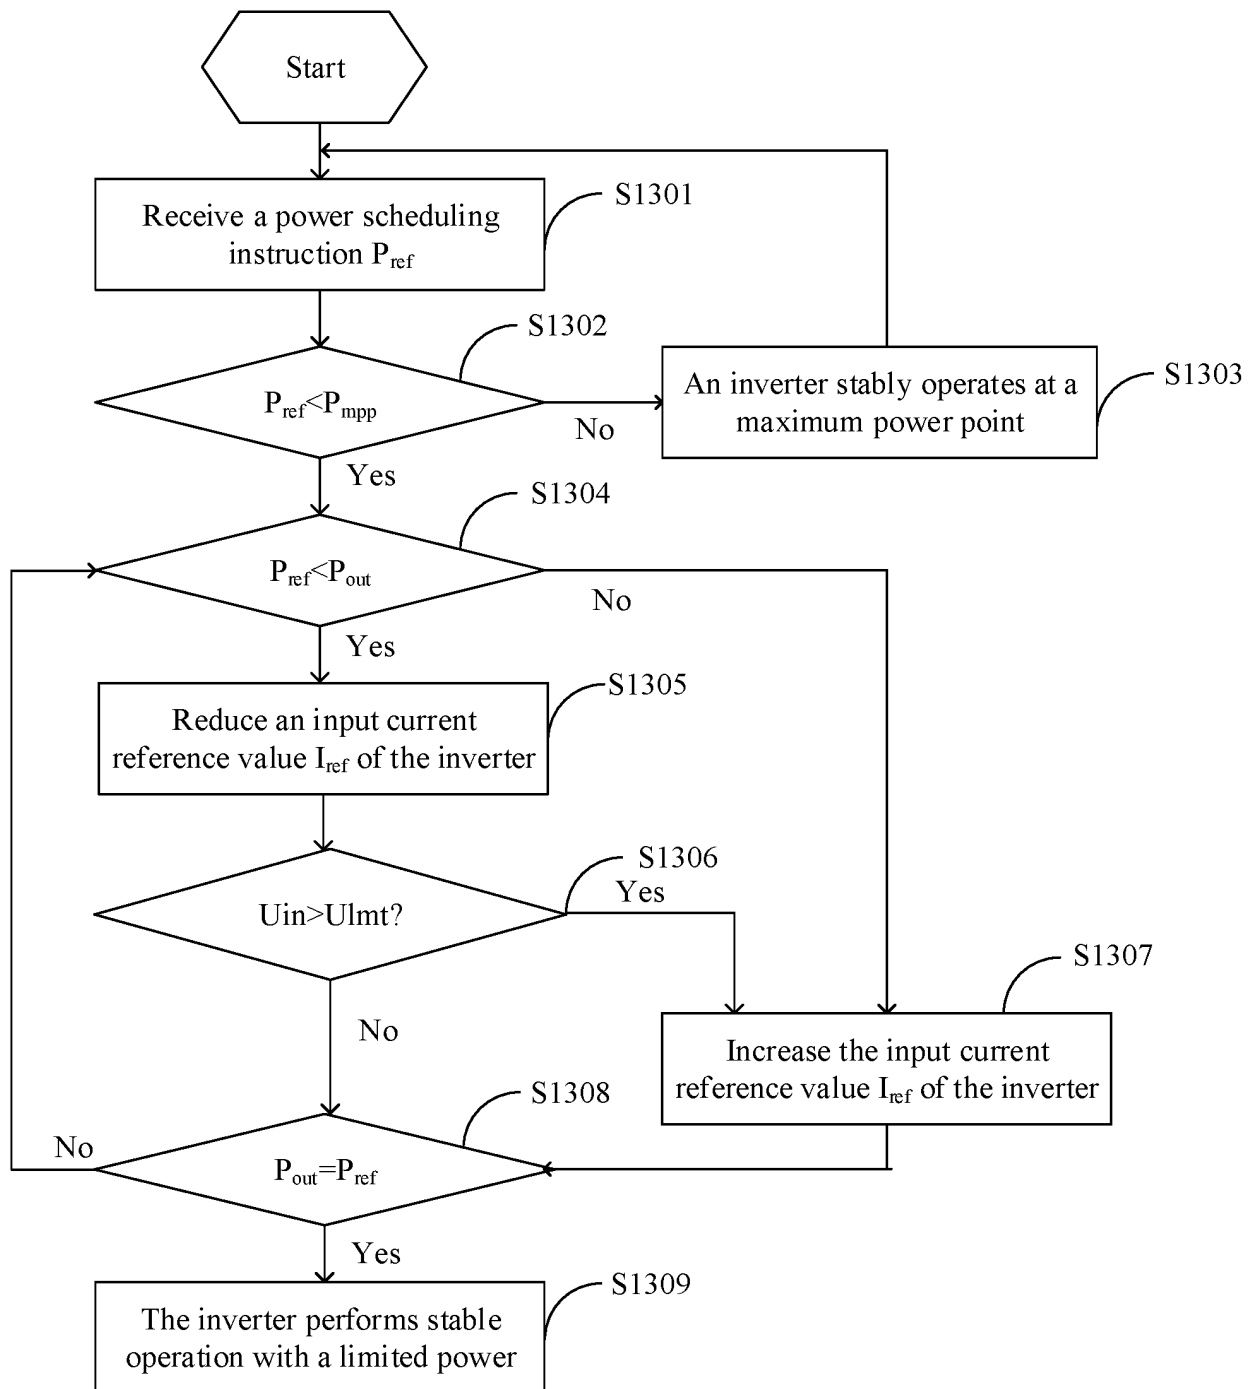 Start
Receive a power scheduling
instruction Pref
S1301
S1302
Pref<Pmpp
No
Yes
An inverter stably operates at a
maximum power point
S1303
S1304
Pref<Pout
No
Yes
S1305
Reduce an input current
reference value Iref of the inverter
S1306
Uin>Ulmt?
Yes
No
S1307
Increase the input current
reference value Iref of the inverter
S1308
Pout=Pref
No
Yes
S1309
The inverter performs stable
operation with a limited power